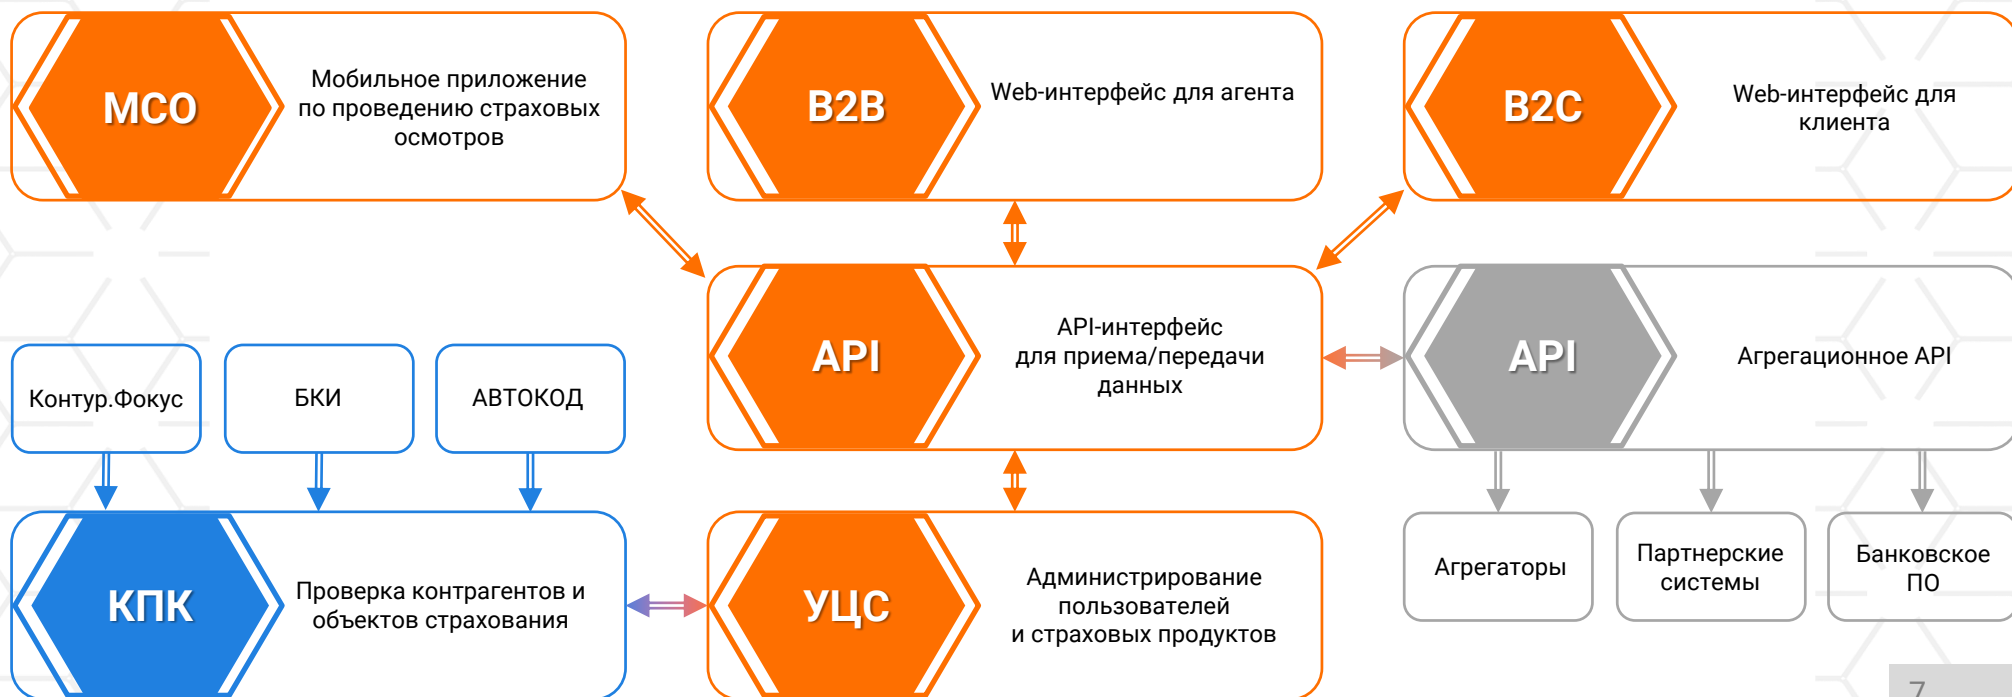 МСО
Мобильное приложение
по проведению страховых
осмотров
B2B
Web-интерфейс для агента
B2C
Web-интерфейс для
клиента
API
API-интерфейс
для приема/передачи
данных
API
Агрегационное API
Контур.Фокус
БКИ
АВТОКОД
КПК
Проверка контрагентов и
объектов страхования
УЦС
Администрирование
пользователей
и страховых продуктов
Агрегаторы
Партнерские
системы
Банковское
ПО
7